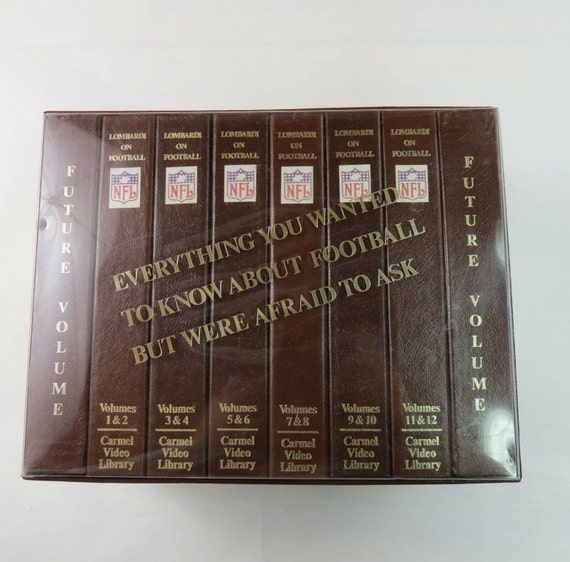 FUTURE VOLUME
LOMBARDI
ON
FOOTBALL
NFL
Volumes
1 & 2
Carmel
Video
Library
LOMBARDI
ON
FOOTBALL
NFL
Volumes
3 & 4
Carmel
Video
Library
LOMBARDI
ON
FOOTBALL
NFL
Volumes
5 & 6
Carmel
Video
Library
LOMBARDI
ON
FOOTBALL
NFL
Volumes
7 & 8
Carmel
Video
Library
LOMBARDI
ON
FOOTBALL
NFL
Volumes
9 & 10
Carmel
Video
Library
LOMBARDI
ON
FOOTBALL
NFL
Volumes
11 & 12
Carmel
Video
Library
FUTURE VOLUME
EVERYTHING YOU WANTED
TO KNOW ABOUT FOOTBALL
BUT WERE AFRAID TO ASK